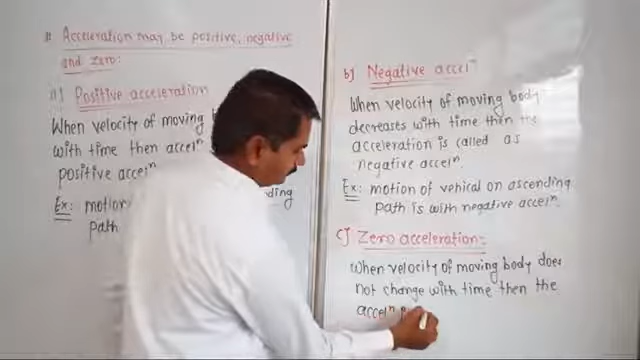 # Acceleration may be positive, negative
and zero:
a) Positive acceleration
When velocity of moving b
with time then acceln
positive acceln
Ex: motion ding
path
b) Negative acceln
When velocity of moving body
decreases with time then the
acceleration is called as
negative acceln.
Ex: motion of vehical on ascending
path is with negative acceln.
c) Zero acceleration:-
When velocity of moving body does
not change with time then the
acceln